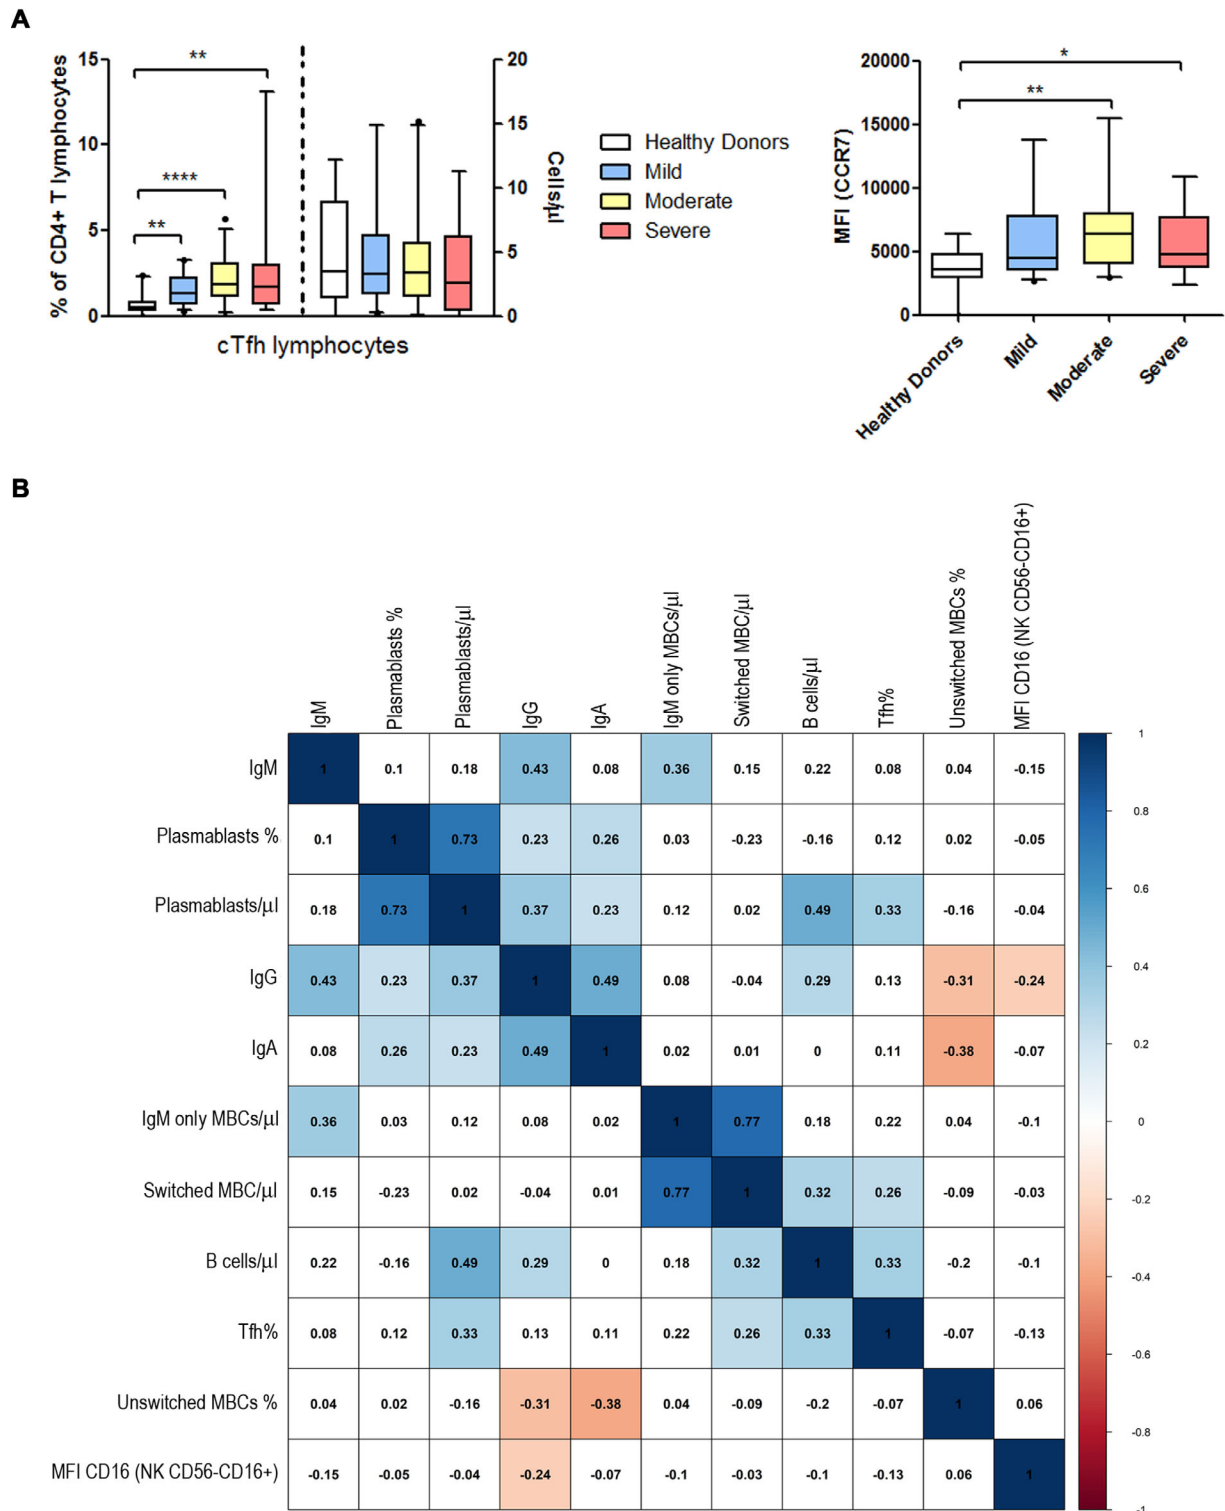 A
% of CD4+ T lymphocytes
15
10
5
0
**
****
**
20
15
10
5
0
Cells/µl
cTfh lymphocytes
Healthy Donors
Mild
Moderate
Severe
MFI (CCR7)
20000
15000
10000
5000
0
*
**
Healthy Donors
Mild
Moderate
Severe
B
IgM
Plasmablasts %
Plasmablasts/µl
IgG
IgA
IgM only MBCs/µl
Switched MBC/µl
B cells/µl
Tfh%
Unswitched MBCs %
MFI CD16 (NK CD56-CD16+)
IgM 1 0.1 0.18 0.43 0.08 0.36 0.15 0.22 0.08 0.04 -0.15
Plasmablasts % 0.1 1 0.73 0.23 0.26 0.03 -0.23 -0.16 0.12 0.02 -0.05
Plasmablasts/µl 0.18 0.73 1 0.37 0.23 0.12 0.02 0.49 0.33 -0.16 -0.04
IgG 0.43 0.23 0.37 1 0.49 0.08 -0.04 0.29 0.13 -0.31 -0.24
IgA 0.08 0.26 0.23 0.49 1 0.02 0.01 0 0.11 -0.38 -0.07
IgM only MBCs/µl 0.36 0.03 0.12 0.08 0.02 1 0.77 0.18 0.22 0.04 -0.1
Switched MBC/µl 0.15 -0.23 0.02 -0.04 0.01 0.77 1 0.32 0.26 -0.09 -0.03
B cells/µl 0.22 -0.16 0.49 0.29 0 0.18 0.32 1 0.33 -0.2 -0.1
Tfh% 0.08 0.12 0.33 0.13 0.11 0.22 0.26 0.33 1 -0.07 -0.13
Unswitched MBCs % 0.04 0.02 -0.16 -0.31 -0.38 0.04 -0.09 -0.2 -0.07 1 0.06
MFI CD16 (NK CD56-CD16+) -0.15 -0.05 -0.04 -0.24 -0.07 -0.1 -0.03 -0.1 -0.13 0.06 1
1
0.8
0.6
0.4
0.2
0
-0.2
-0.4
-0.6
-0.8
-1